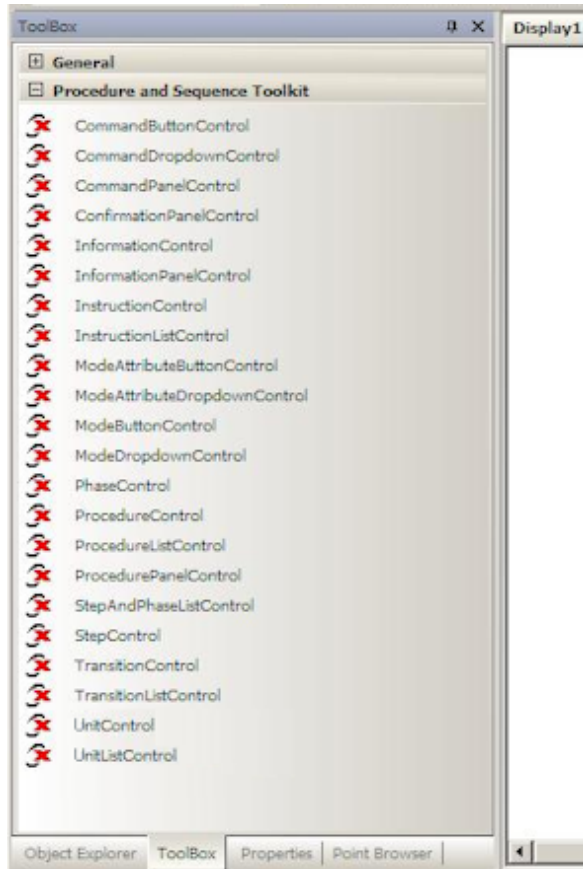 ToolBox
Display1
General
Procedure and Sequence Toolkit
CommandButtonControl
CommandDropdownControl
CommandPanelControl
ConfirmationPanelControl
InformationControl
InformationPanelControl
InstructionControl
InstructionListControl
ModeAttributeButtonControl
ModeAttributeDropdownControl
ModeButtonControl
ModeDropdownControl
PhaseControl
ProcedureControl
ProcedureListControl
ProcedurePanelControl
StepAndPhaseListControl
StepControl
TransitionControl
TransitionListControl
UnitControl
UnitListControl
Object Explorer ToolBox Properties Point Browser